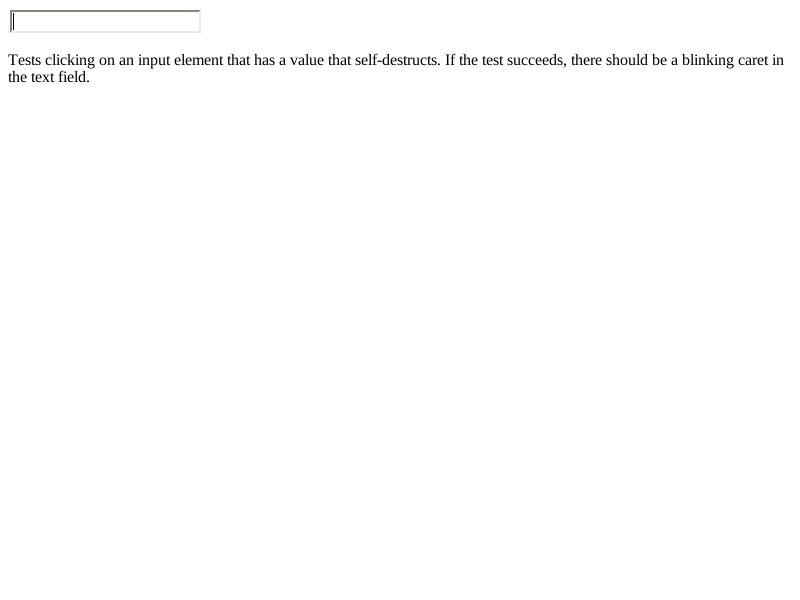 Tests clicking on an input element that has a value that self-destructs. If the test succeeds, there should be a blinking caret in
the text field.